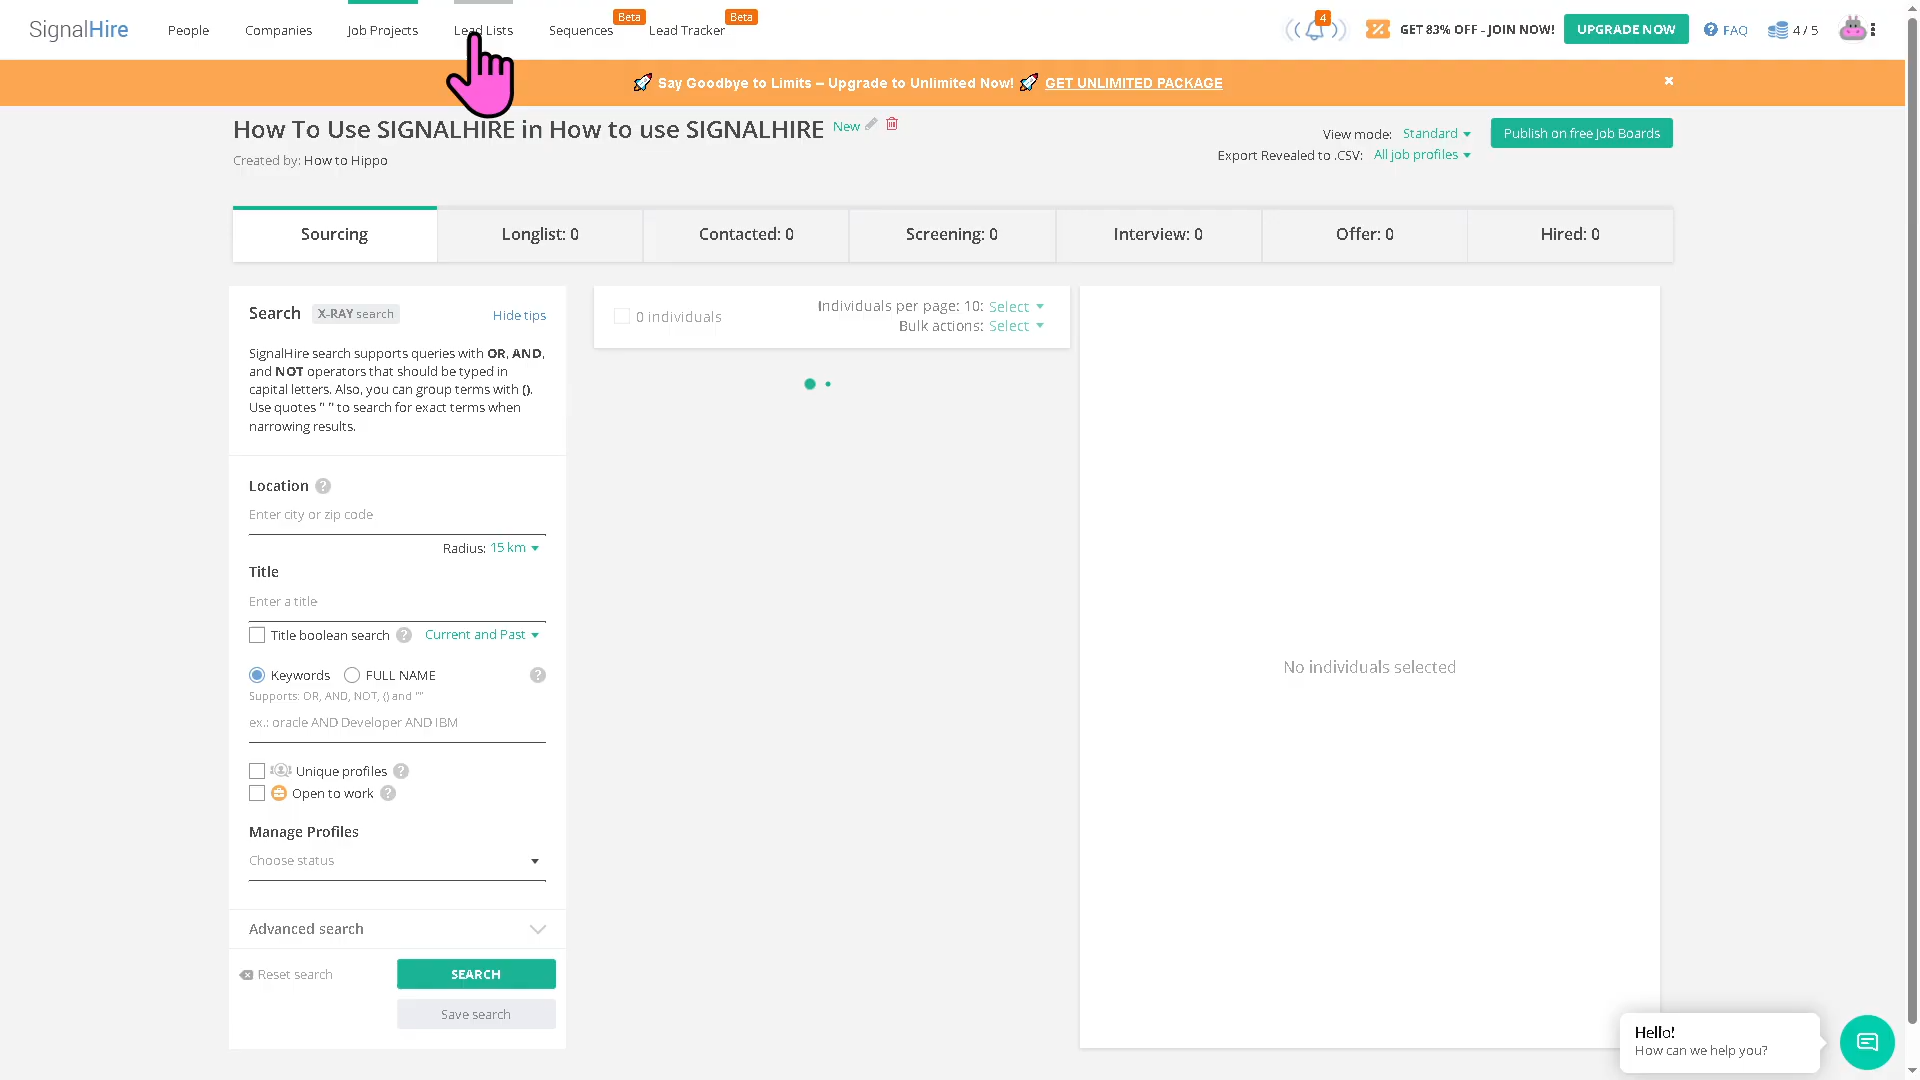 SignalHire
People
Companies
Job Projects
Lead Lists
Sequences
Beta
Lead Tracker
Beta
4
GET 83% OFF - JOIN NOW!
UPGRADE NOW
FAQ
4 / 5
Say Goodbye to Limits – Upgrade to Unlimited Now!
GET UNLIMITED PACKAGE
How To Use SIGNALHIRE in How to use SIGNALHIRE
New
Created by: How to Hippo
View mode: Standard
Export Revealed to .CSV: All job profiles
Publish on free Job Boards
Sourcing
Longlist: 0
Contacted: 0
Screening: 0
Interview: 0
Offer: 0
Hired: 0
Search
X-RAY search
Hide tips
SignalHire search supports queries with OR, AND,
and NOT operators that should be typed in
capital letters. Also, you can group terms with ().
Use quotes " " to search for exact terms when
narrowing results.
Location
Enter city or zip code
Radius: 15 km
Title
Enter a title
Title boolean search
Current and Past
Keywords
FULL NAME
Supports: OR, AND, NOT, () and ""
ex.: oracle AND Developer AND IBM
Unique profiles
Open to work
Manage Profiles
Choose status
Advanced search
Reset search
SEARCH
Save search
0 individuals
Individuals per page: 10: Select
Bulk actions: Select
No individuals selected
Hello!
How can we help you?